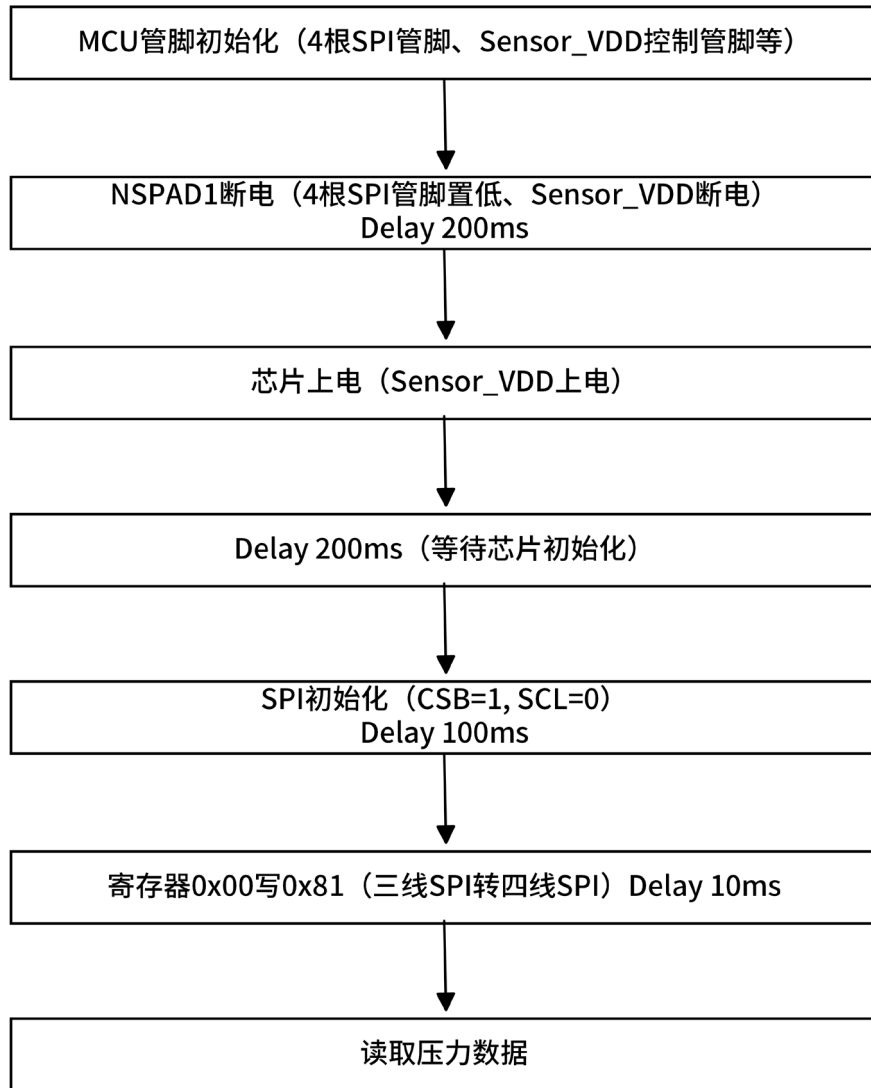 MCU管脚初始化（4根SPI管脚、Sensor_VDD控制管脚等）
NSPAD1断电（4根SPI管脚置低、Sensor_VDD断电）
Delay 200ms
芯片上电（Sensor_VDD上电）
Delay 200ms（等待芯片初始化）
SPI初始化（CSB=1, SCL=0）
Delay 100ms
寄存器0x00写0x81（三线SPI转四线SPI）Delay 10ms
读取压力数据